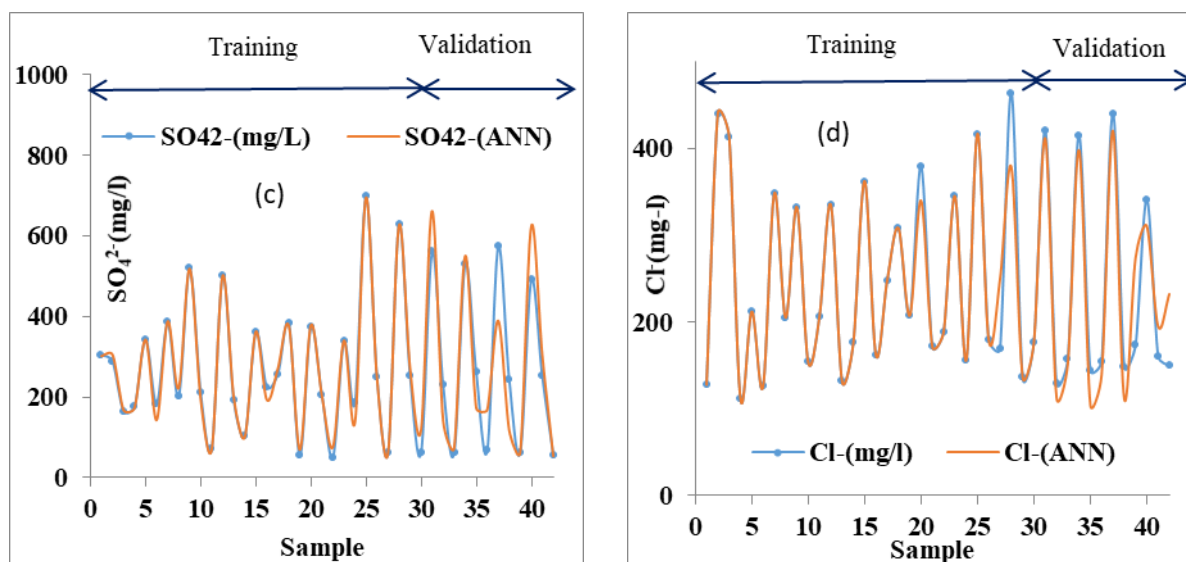 Training
Validation
1000
800
600
400
200
0
SO₄²⁻(mg/l)
SO42-(mg/L)
SO42-(ANN)
(c)
0 5 10 15 20 25 30 35 40
Sample
Training
Validation
400
200
0
Cl-(mg-l)
(d)
Cl-(mg/l)
Cl-(ANN)
0 5 10 15 20 25 30 35 40
Sample